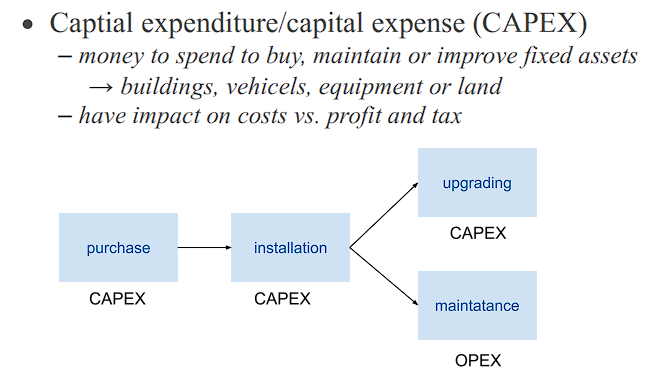 • Captial expenditure/capital expense (CAPEX)
– money to spend to buy, maintain or improve fixed assets
→ buildings, vehicels, equipment or land
– have impact on costs vs. profit and tax
purchase
CAPEX
installation
CAPEX
upgrading
CAPEX
maintatance
OPEX